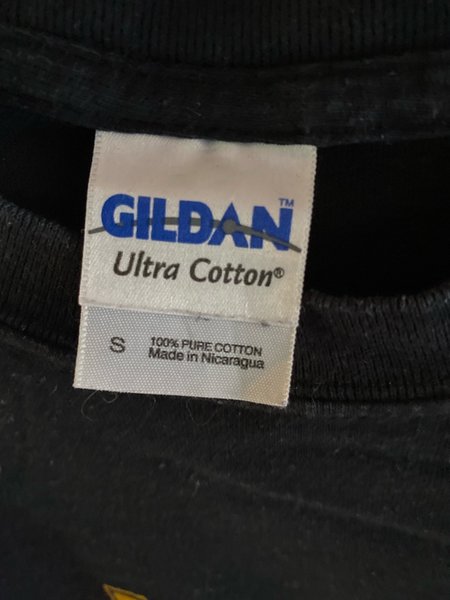 GILDAN™
Ultra Cotton®
S
100% PURE COTTON
Made in Nicaragua